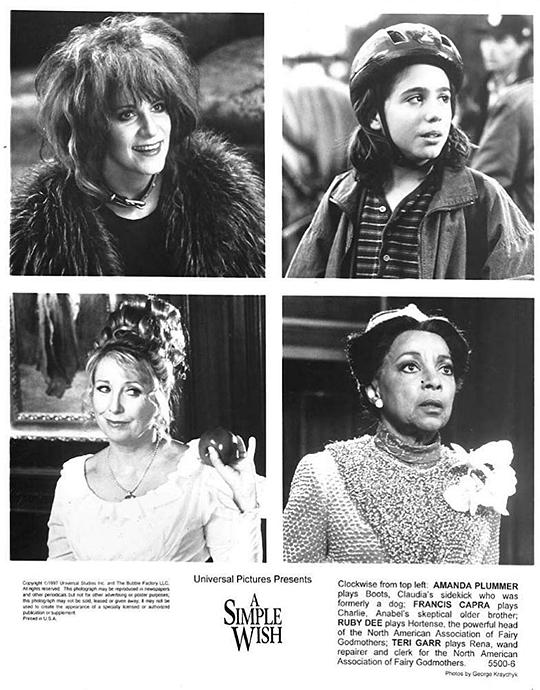 Copyright ©1997 Universal Studios Inc. and The Bubble Factory LLC.
All rights reserved. This photograph may be reproduced in newspapers
and other periodicals but not for other advertising or poster purposes;
this photograph may not be sold, leased or given away; it may not be
used to create the appearance of a specially licensed or authorized
publication or supplement.
Printed in U.S.A.
Universal Pictures Presents
A
SIMPLE
WISH
Clockwise from top left: AMANDA PLUMMER
plays Boots, Claudia's sidekick who was
formerly a dog; FRANCIS CAPRA plays
Charlie, Anabel's skeptical older brother;
RUBY DEE plays Hortense, the powerful head
of the North American Association of Fairy
Godmothers; TERI GARR plays Rena, wand
repairer and clerk for the North American
Association of Fairy Godmothers. 5500-6
Photos by George Kraychyk